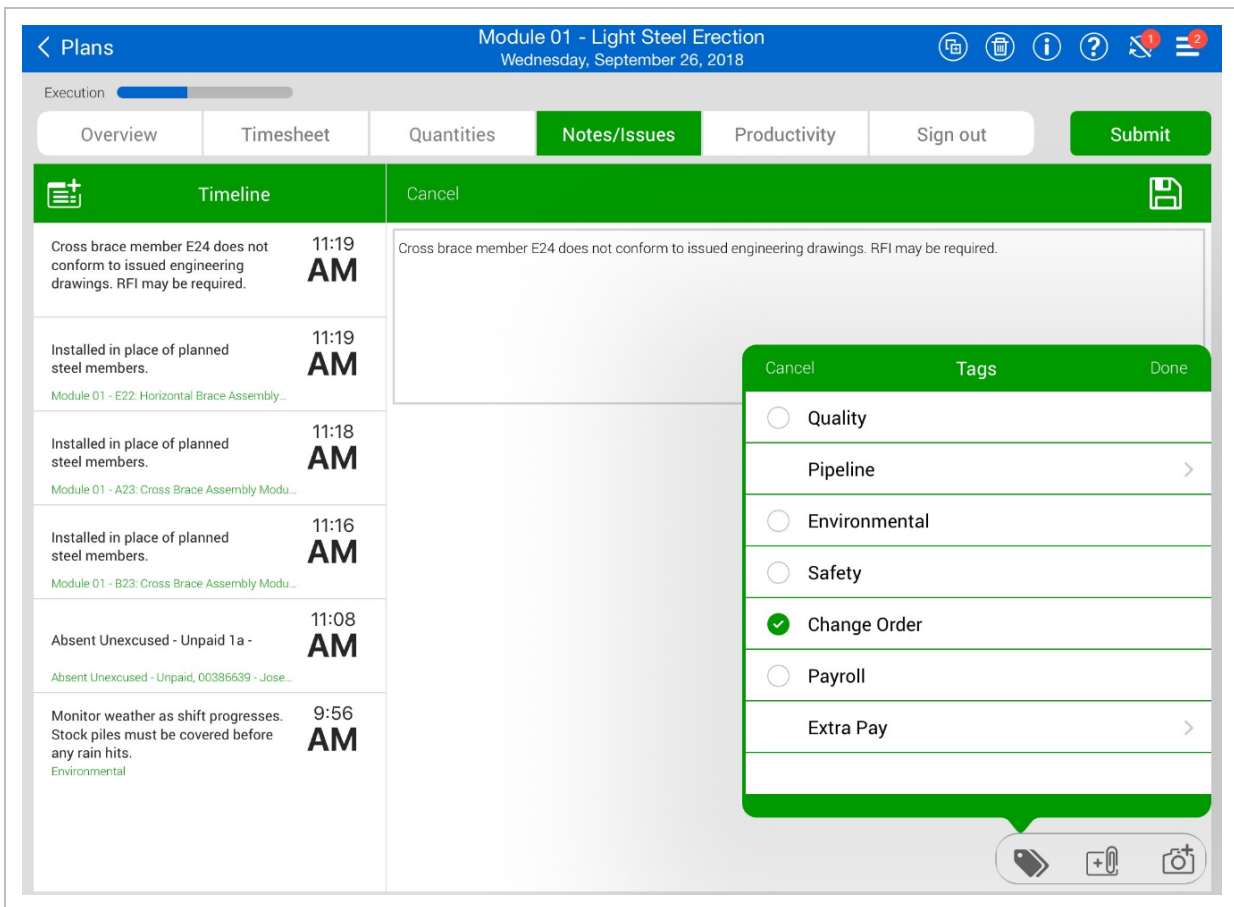 Plans
Module 01 - Light Steel Erection
Wednesday, September 26, 2018
1
2
Execution
Overview
Timesheet
Quantities
Notes/Issues
Productivity
Sign out
Submit
Timeline
Cancel
Cross brace member E24 does not
conform to issued engineering
drawings. RFI may be required.
11:19
AM
Installed in place of planned
steel members.
Module 01 - E22: Horizontal Brace Assembly...
11:19
AM
Installed in place of planned
steel members.
Module 01 - A23: Cross Brace Assembly Modu...
11:18
AM
Installed in place of planned
steel members.
Module 01 - B23: Cross Brace Assembly Modu...
11:16
AM
Absent Unexcused - Unpaid 1a -
Absent Unexcused - Unpaid, 00386639 - Jose...
11:08
AM
Monitor weather as shift progresses.
Stock piles must be covered before
any rain hits.
Environmental
9:56
AM
Cross brace member E24 does not conform to issued engineering drawings. RFI may be required.
Cancel
Tags
Done
Quality
Pipeline
Environmental
Safety
Change Order
Payroll
Extra Pay